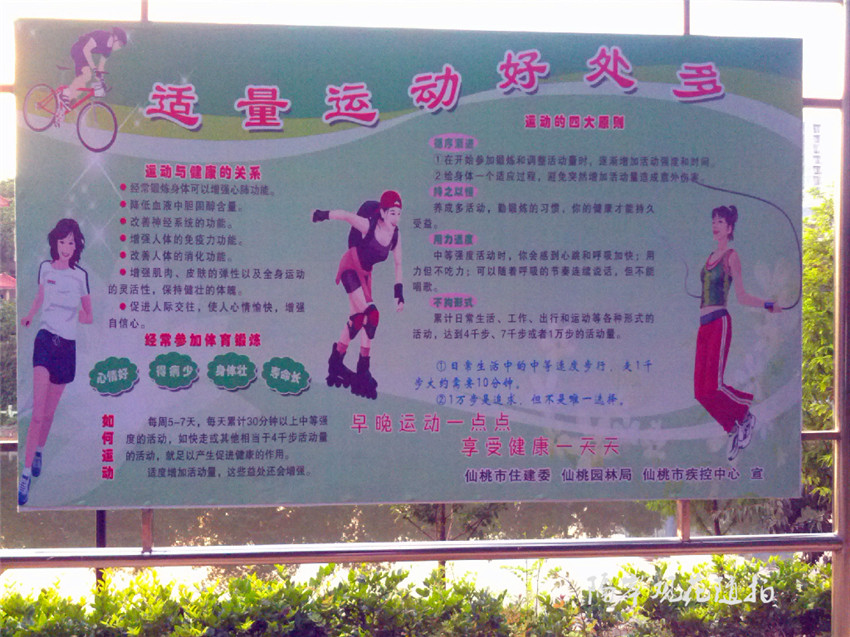 适量运动好处多
运动与健康的关系
●经常锻炼身体可以增强心肺功能。
●降低血液中胆固醇含量。
●改善神经系统的功能。
●增强人体的免疫力功能。
●改善人体的消化功能。
●增强肌肉、皮肤的弹性以及全身运动
的灵活性，保持健壮的体魄。
●促进人际交往，使人心情愉快，增强
自信心。
经常参加体育锻炼
心情好
得病少
身体壮
寿命长
如何运动
每周5-7天，每天累计30分钟以上中等强
度的活动，如快走或其他相当于4千步活动量
的活动，就足以产生促进健康的作用。
适度增加活动量，这些益处还会增强。
运动的四大原则
循序渐进
1.在开始参加锻炼和调整活动量时，逐渐增加活动强度和时间。
2.给身体一个适应过程，避免突然增加活动量造成意外伤害。
持之以恒
养成多活动，勤锻炼的习惯，你的健康才能持久
受益。
用力适度
中等强度活动时，你会感到心跳和呼吸加快；用
力但不吃力；可以随着呼吸的节奏连续说话，但不能
唱歌。
不拘形式
累计日常生活、工作、出行和运动等各种形式的
活动，达到4千步、7千步或者1万步的活动量。
①日常生活中的中等速度步行，走1千
步大约需要10分钟。
②1万步是追求，但不是唯一选择。
早晚运动一点点
享受健康一天天
仙桃市住建委 仙桃园林局 仙桃市疾控中心 宣